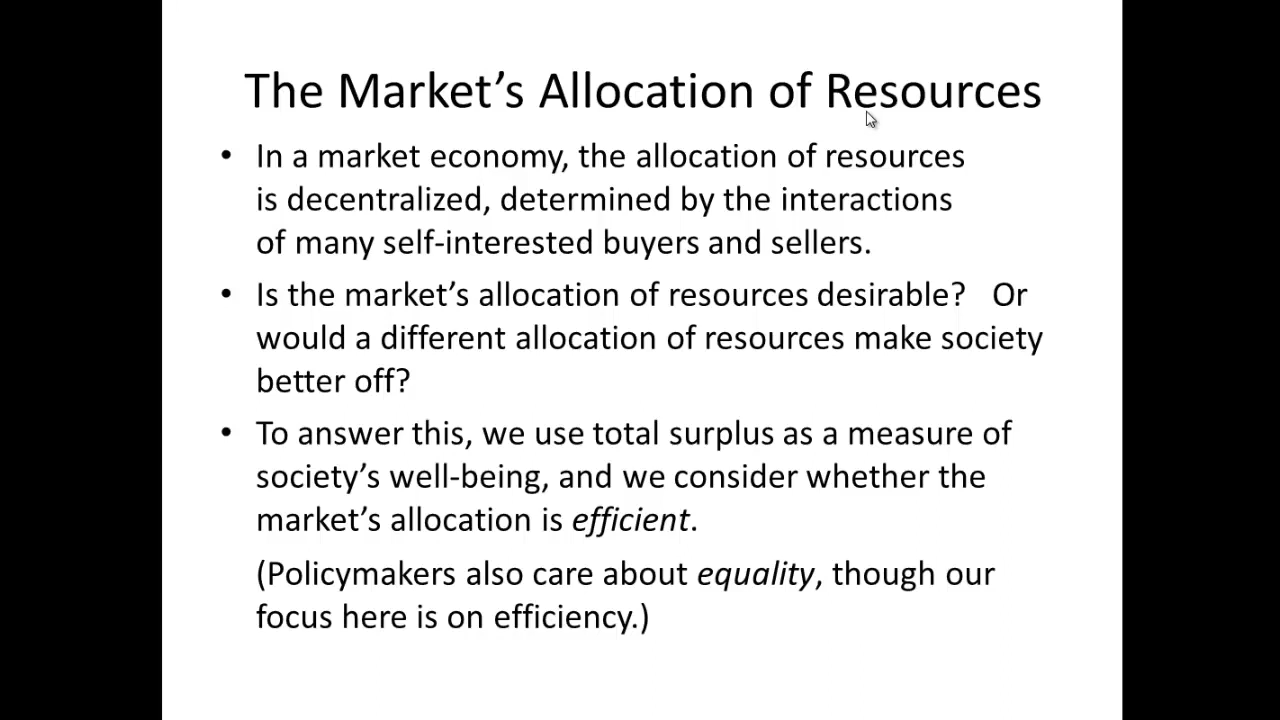 The Market’s Allocation of Resources
• In a market economy, the allocation of resources
is decentralized, determined by the interactions
of many self-interested buyers and sellers.
• Is the market’s allocation of resources desirable?   Or
would a different allocation of resources make society
better off?
• To answer this, we use total surplus as a measure of
society’s well-being, and we consider whether the
market’s allocation is efficient.
(Policymakers also care about equality, though our
focus here is on efficiency.)